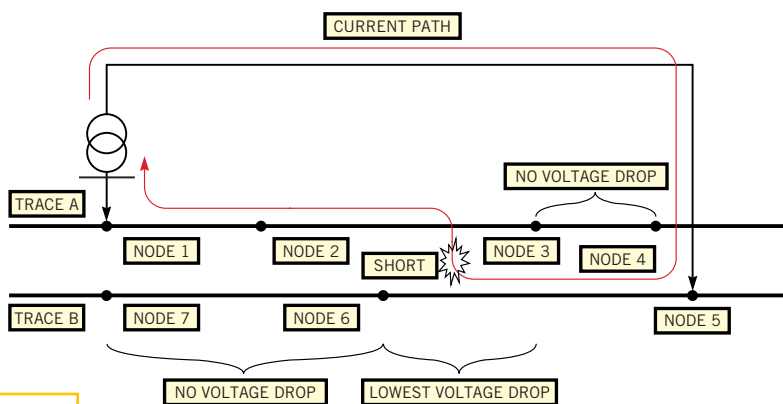 CURRENT PATH
NO VOLTAGE DROP
TRACE A
NODE 1
NODE 2
NODE 3
NODE 4
SHORT
TRACE B
NODE 7
NODE 6
NODE 5
NO VOLTAGE DROP
LOWEST VOLTAGE DROP